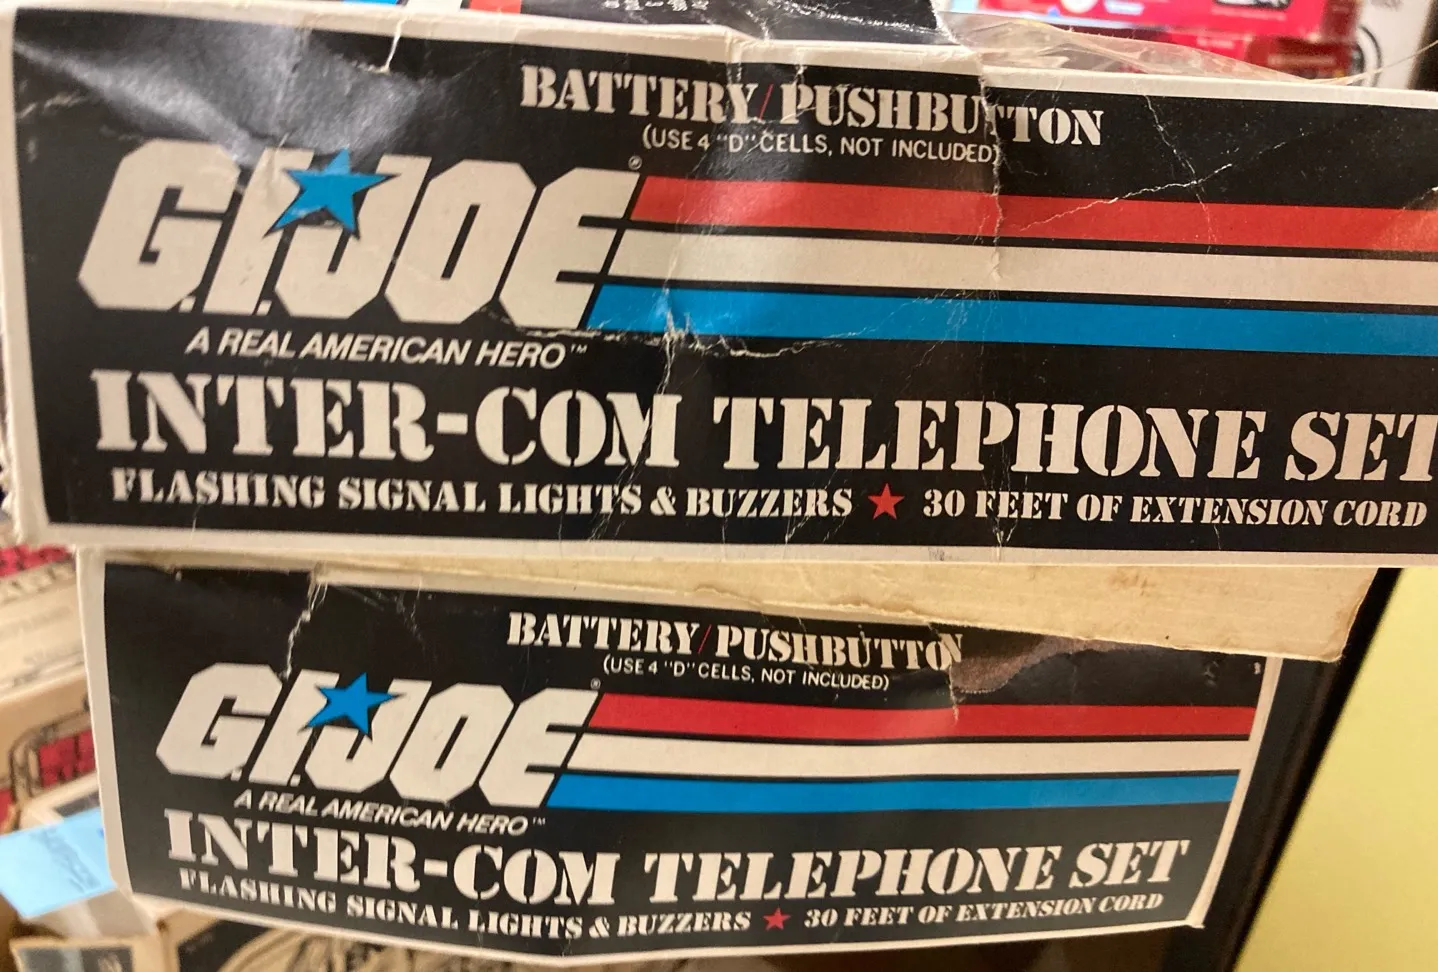 BATTERY/PUSHBUTTON
(USE 4 "D" CELLS, NOT INCLUDED)
G.I. JOE®
A REAL AMERICAN HERO™
INTER-COM TELEPHONE SET
FLASHING SIGNAL LIGHTS & BUZZERS ★ 30 FEET OF EXTENSION CORD
BATTERY/PUSHBUTTON
(USE 4 "D" CELLS, NOT INCLUDED)
G.I. JOE®
A REAL AMERICAN HERO™
INTER-COM TELEPHONE SET
FLASHING SIGNAL LIGHTS & BUZZERS ★ 30 FEET OF EXTENSION CORD